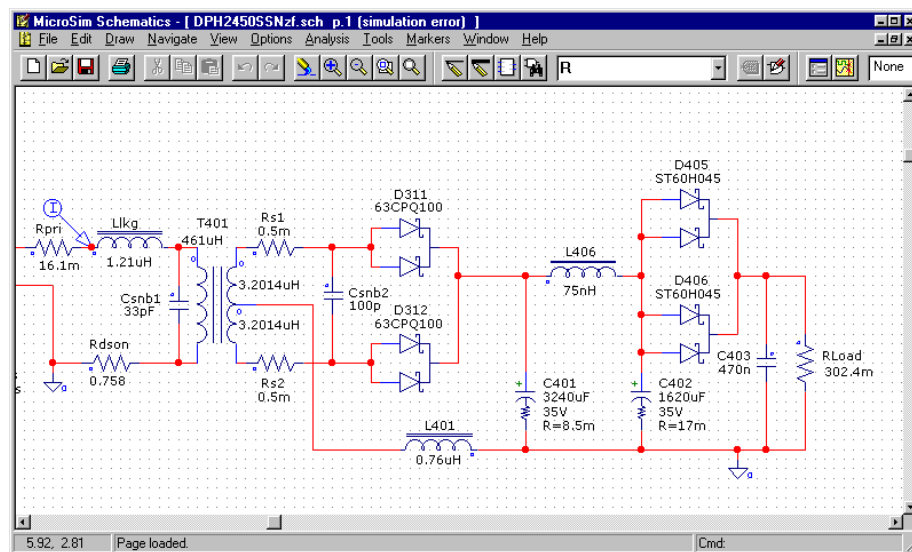 MicroSim Schematics - [ DPH2450SSNzf.sch p.1 (simulation error) ]
File Edit Draw Navigate View Options Analysis Tools Markers Window Help
R
None
D405
ST60H045
D311
63CPQ100
I
Rpri
16.1m
Llkg
1.21uH
T401
461uH
Rs1
0.5m
L406
75nH
3.2014uH
Csnb1
33pF
Csnb2
100p
D406
ST60H045
3.2014uH
D312
63CPQ100
Rdson
0.758
Rs2
0.5m
C403
470n
RLoad
302.4m
C401
3240uF
35V
R=8.5m
C402
1620uF
35V
R=17m
L401
0.76uH
5.92, 2.81 Page loaded. Cmd: